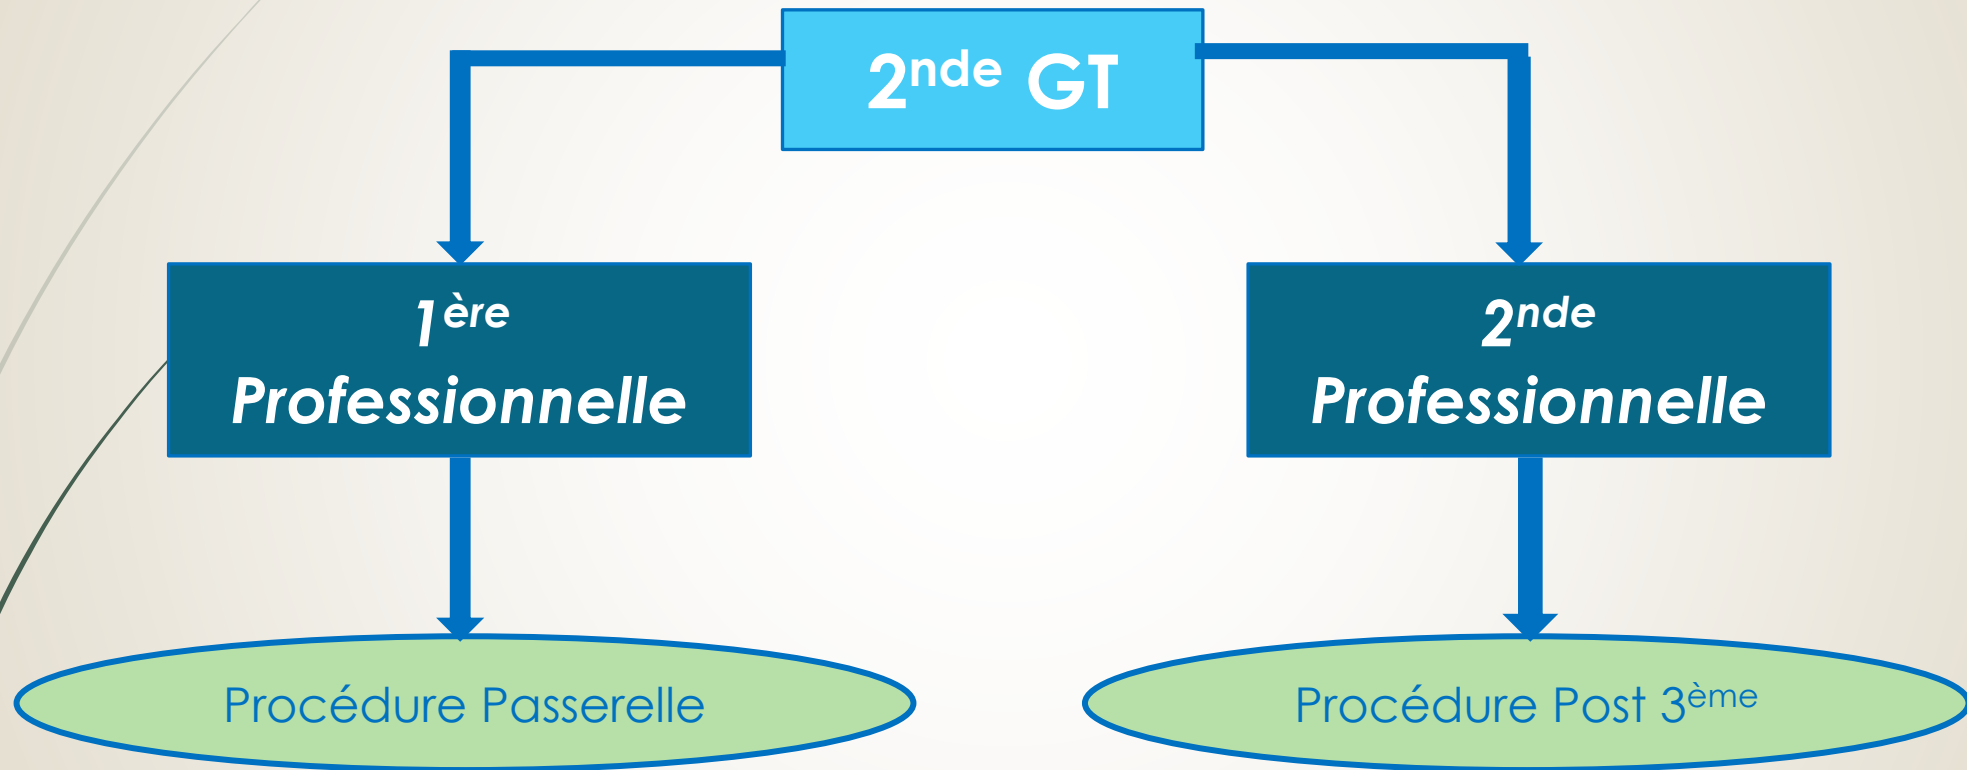 2nde GT
1ère
Professionnelle
2nde
Professionnelle
Procédure Passerelle
Procédure Post 3ème